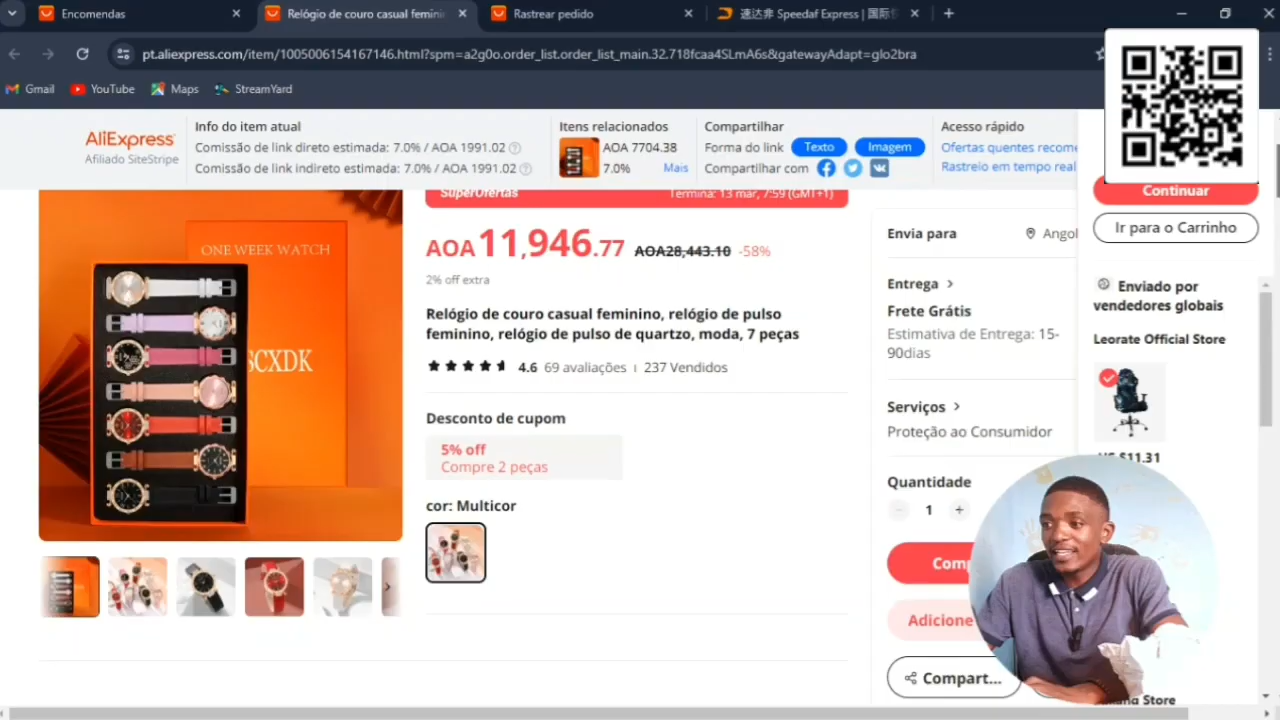 Encomendas
Relógio de couro casual feminin
Rastrear pedido
速达非 Speedaf Express | 国际
pt.aliexpress.com/item/1005006154167146.html?spm=a2g0o.order_list.order_list_main.32.718fcaa4SLmA6s&gatewayAdapt=glo2bra
Gmail
YouTube
Maps
StreamYard
AliExpress
Afiliado SiteStripe
Info do item atual
Comissão de link direto estimada: 7.0% / AOA 1991.02
Comissão de link indireto estimada: 7.0% / AOA 1991.02
Itens relacionados
AOA 7704.38
7.0%
Mais
Compartilhar
Forma do link
Texto
Imagem
Compartilhar com
Acesso rápido
Ofertas quentes recome
Rastreio em tempo real
Continuar
Ir para o Carrinho
SuperOfertas
Termina: 13 mar, 7:59 (GMT+1)
ONE WEEK WATCH
SCXDK
AOA 11,946.77 AOA28,443.10 -58%
2% off extra
Relógio de couro casual feminino, relógio de pulso
feminino, relógio de pulso de quartzo, moda, 7 peças
4.6 69 avaliações 237 Vendidos
Desconto de cupom
5% off
Compre 2 peças
cor: Multicor
Envia para
Angol
Entrega
Frete Grátis
Estimativa de Entrega: 15-
90dias
Serviços
Proteção ao Consumidor
Quantidade
1
Com
Adicione
Compart...
Enviado por
vendedores globais
Leorate Official Store
US $11.31
Store